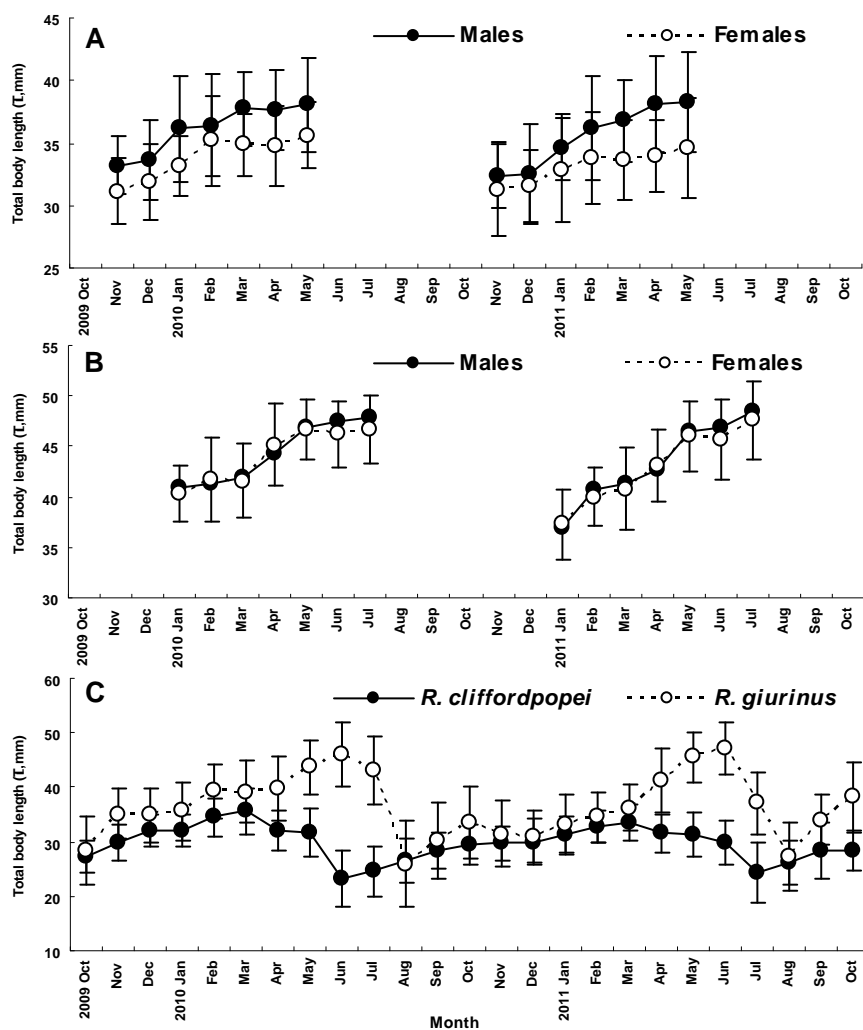 A
Males Females
Total body length (T,mm)
45
40
35
30
25
2009 Oct Nov Dec 2010 Jan Feb Mar Apr May Jun Jul Aug Sep Oct Nov Dec 2011 Jan Feb Mar Apr May Jun Jul Aug Sep Oct
B
Males Females
Total body length (T,mm)
55
50
45
40
35
30
2009 Oct Nov Dec 2010 Jan Feb Mar Apr May Jun Jul Aug Sep Oct Nov Dec 2011 Jan Feb Mar Apr May Jun Jul Aug Sep Oct
C
R. cliffordpopei R. giurinus
Total body length (T,mm)
60
50
40
30
20
10
2009 Oct Nov Dec 2010 Jan Feb Mar Apr May Jun Jul Aug Sep Oct Nov Dec 2011 Jan Feb Mar Apr May Jun Jul Aug Sep Oct
Month